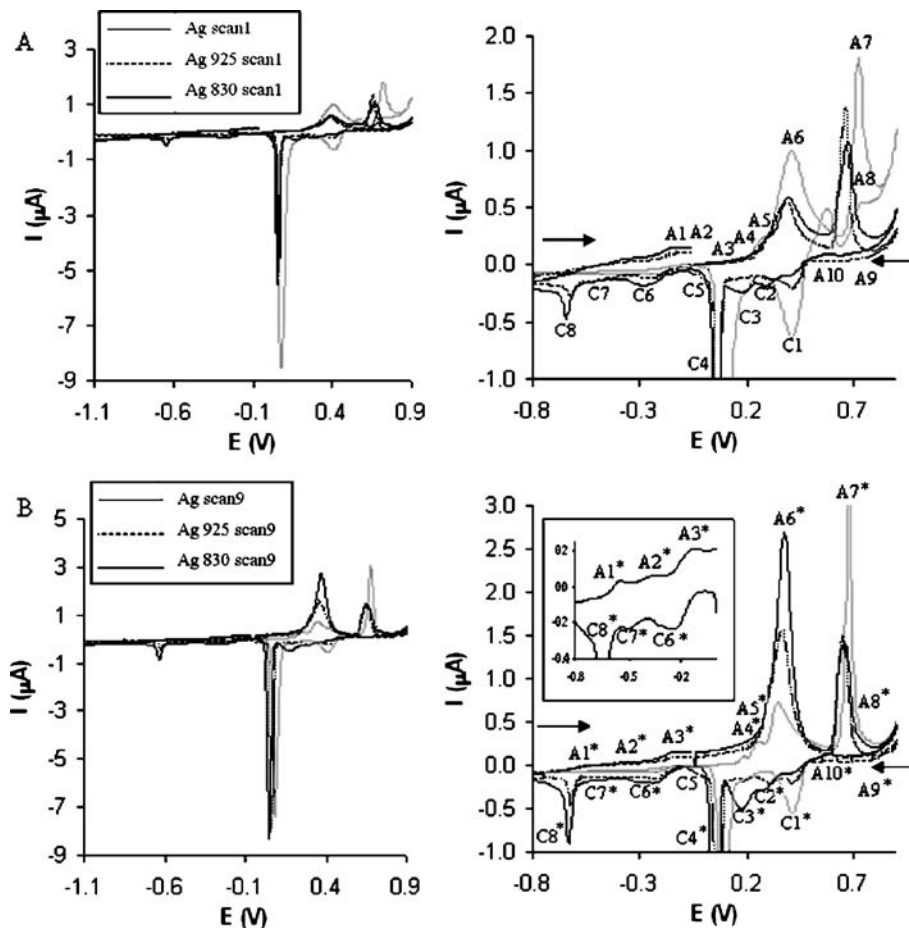 A
Ag scan1
Ag 925 scan1
Ag 830 scan1
3
1
-1
-3
-5
-7
-9
I (µA)
-1.1 -0.6 -0.1 0.4 0.9
E (V)
2.0
1.5
1.0
0.5
0.0
-0.5
-1.0
I (µA)
A7
A6
A8
A5
A1 A2
A3 A4
A10 A9
C7 C6 C5 C2
C8 C3
C4 C1
-0.8 -0.3 0.2 0.7
E (V)
B
Ag scan9
Ag 925 scan9
Ag 830 scan9
5
3
1
-1
-3
-5
-7
-9
I (µA)
-1.1 -0.6 -0.1 0.4 0.9
E (V)
3.0
2.5
2.0
1.5
1.0
0.5
0.0
-0.5
-1.0
I (µA)
A7*
A6*
02
00
-0.2
-0.4
A1* A2* A3*
C8* C7* C6*
-0.8 -0.5 -0.2
A5*
A4*
A8*
A1* A2* A3*
A10* A9*
C7* C6* C5 C2*
C3*
C8* C4* C1*
-0.8 -0.3 0.2 0.7
E (V)